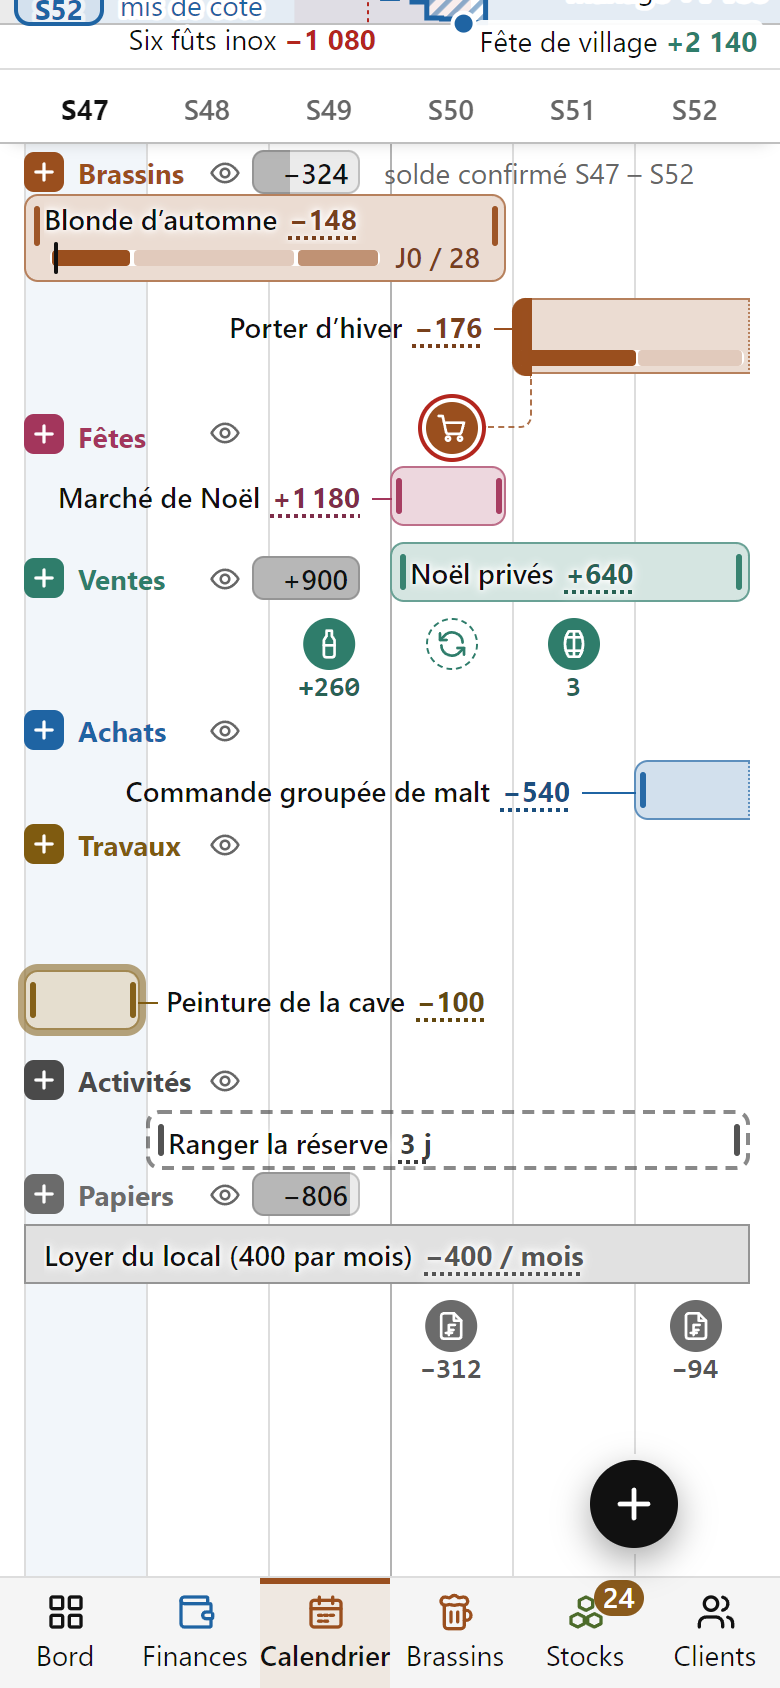 S52 mis de côté
Six fûts inox −1 080
Fête de village +2 140
S47 S48 S49 S50 S51 S52
Brassins −324 solde confirmé S47 – S52
Blonde d’automne −148
J0 / 28
Porter d’hiver −176
Fêtes
Marché de Noël +1 180
Ventes +900 Noël privés +640
+260 3
Achats
Commande groupée de malt −540
Travaux
Peinture de la cave −100
Activités
Ranger la réserve 3 j
Papiers −806
Loyer du local (400 par mois) −400 / mois
−312 −94
24
Bord Finances Calendrier Brassins Stocks Clients